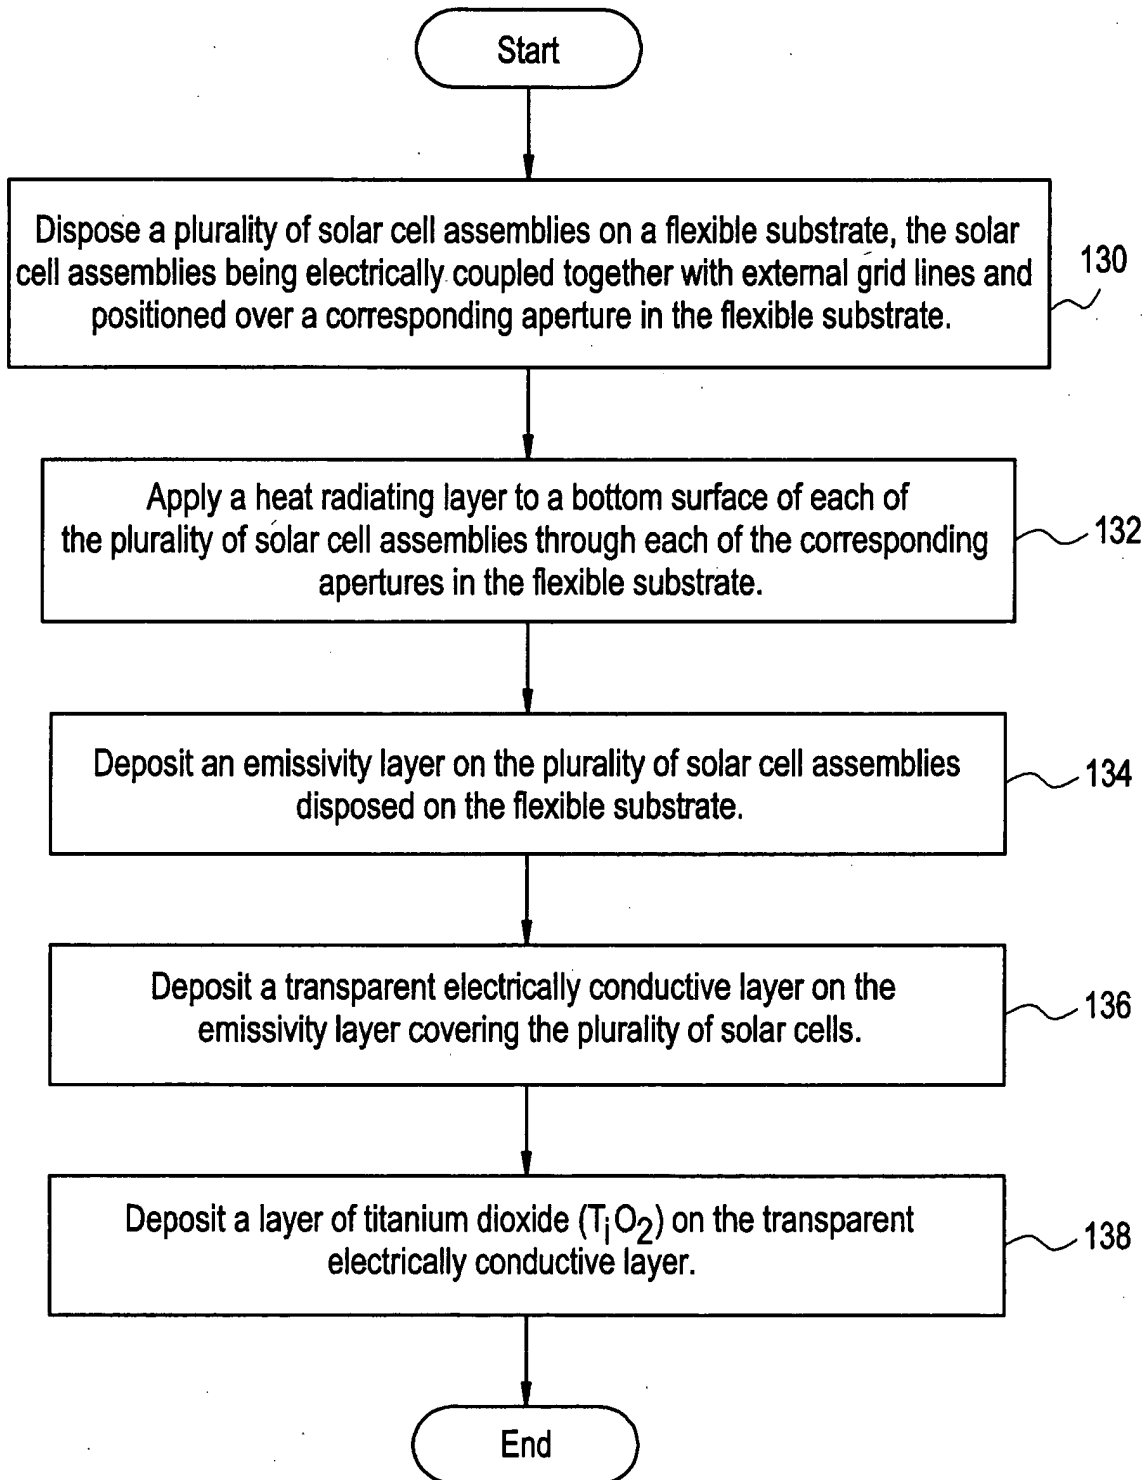 Start
Dispose a plurality of solar cell assemblies on a flexible substrate, the solar
cell assemblies being electrically coupled together with external grid lines and
positioned over a corresponding aperture in the flexible substrate.
130
Apply a heat radiating layer to a bottom surface of each of
the plurality of solar cell assemblies through each of the corresponding
apertures in the flexible substrate.
132
Deposit an emissivity layer on the plurality of solar cell assemblies
disposed on the flexible substrate.
134
Deposit a transparent electrically conductive layer on the
emissivity layer covering the plurality of solar cells.
136
Deposit a layer of titanium dioxide (TiO2) on the transparent
electrically conductive layer.
138
End